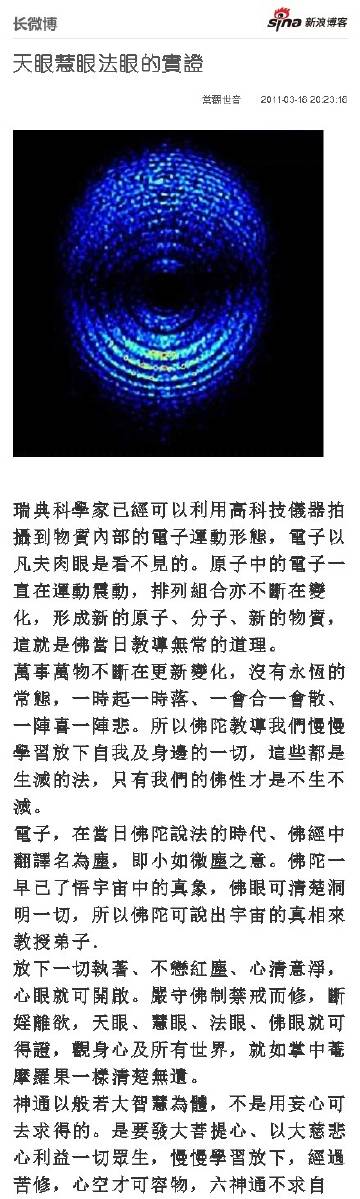 长微博
sina 新浪博客
天眼慧眼法眼的實證
常觀世音 2011-03-16 20:23:16
瑞典科學家已經可以利用高科技儀器拍
攝到物質內部的電子運動形態，電子以
凡夫肉眼是看不見的。原子中的電子一
直在運動震動，排列組合亦不斷在變
化，形成新的原子、分子、新的物質，
這就是佛當日教導無常的道理。
萬事萬物不斷在更新變化，沒有永恆的
常態，一時起一時落、一會合一會散、
一陣喜一陣悲。所以佛陀教導我們慢慢
學習放下自我及身邊的一切，這些都是
生滅的法，只有我們的佛性才是不生不
滅。
電子，在當日佛陀說法的時代、佛經中
翻譯名為塵，即小如微塵之意。佛陀一
早已了悟宇宙中的真象，佛眼可清楚洞
明一切，所以佛陀可說出宇宙的真相來
教授弟子.
放下一切執著、不戀紅塵、心清意淨，
心眼就可開啟。嚴守佛制禁戒而修，斷
婬離欲，天眼、慧眼、法眼、佛眼就可
得證，觀身心及所有世界，就如掌中菴
摩羅果一樣清楚無遺。
神通以般若大智慧為體，不是用妄心可
去求得的。是要發大菩提心、以大慈悲
心利益一切眾生，慢慢學習放下，經過
苦修，心空才可容物，六神通不求自